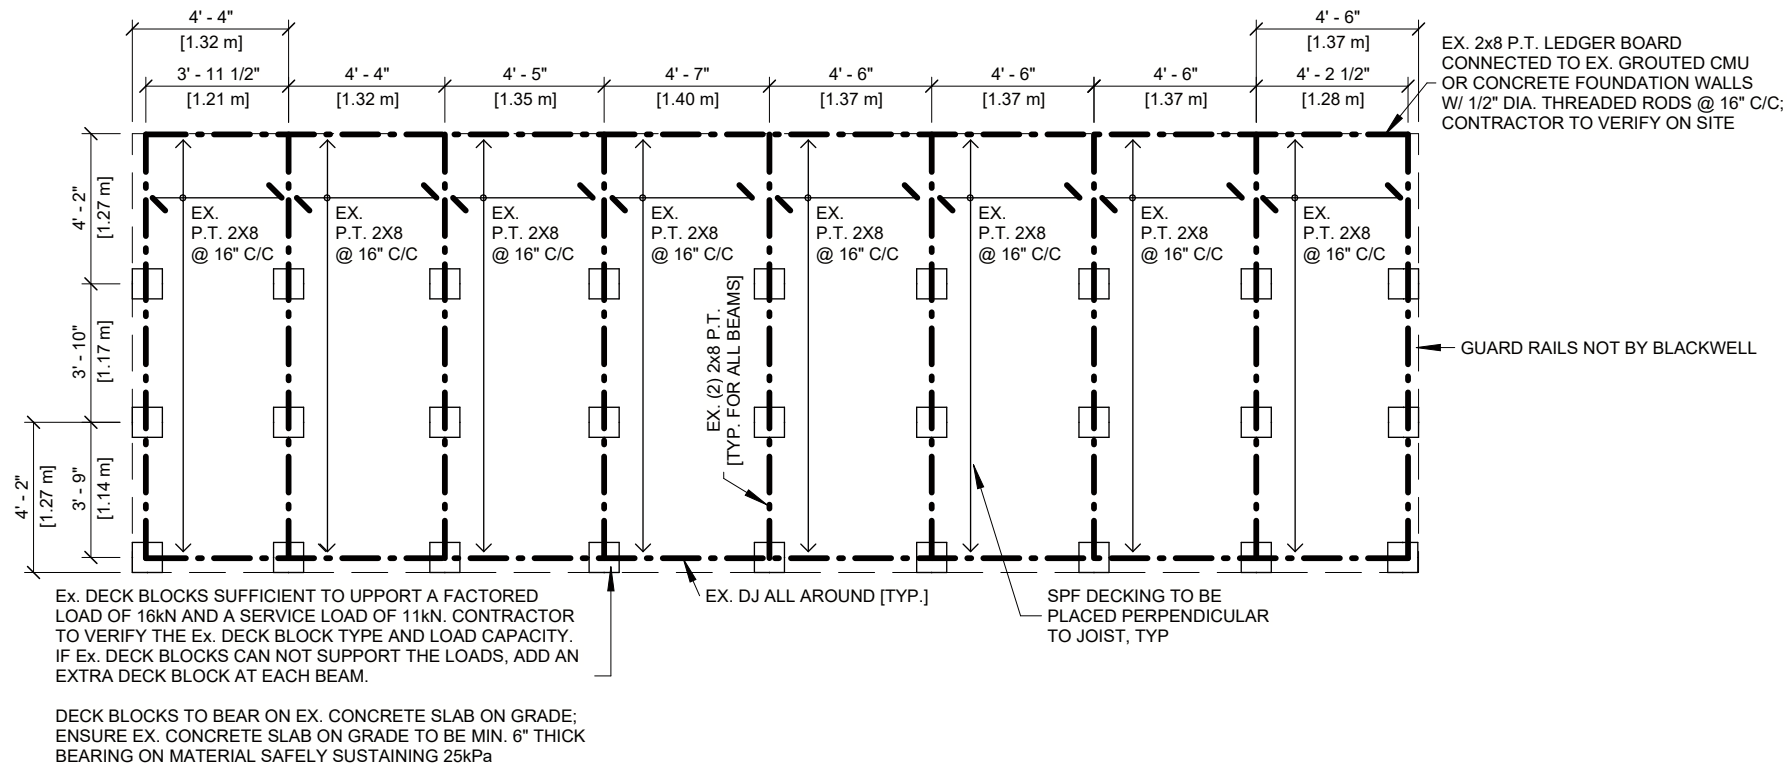 4' - 4"
[1.32 m]
4' - 6"
[1.37 m]
3' - 11 1/2"
[1.21 m]
4' - 4"
[1.32 m]
4' - 5"
[1.35 m]
4' - 7"
[1.40 m]
4' - 6"
[1.37 m]
4' - 6"
[1.37 m]
4' - 6"
[1.37 m]
4' - 2 1/2"
[1.28 m]
EX. 2x8 P.T. LEDGER BOARD
CONNECTED TO EX. GROUTED CMU
OR CONCRETE FOUNDATION WALLS
W/ 1/2" DIA. THREADED RODS @ 16" C/C;
CONTRACTOR TO VERIFY ON SITE
4' - 2"
[1.27 m]
3' - 10"
[1.17 m]
3' - 9"
[1.14 m]
4' - 2"
[1.27 m]
EX.
P.T. 2X8
@ 16" C/C
EX.
P.T. 2X8
@ 16" C/C
EX.
P.T. 2X8
@ 16" C/C
EX.
P.T. 2X8
@ 16" C/C
EX.
P.T. 2X8
@ 16" C/C
EX.
P.T. 2X8
@ 16" C/C
EX.
P.T. 2X8
@ 16" C/C
EX.
P.T. 2X8
@ 16" C/C
EX. (2) 2x8 P.T.
[TYP. FOR ALL BEAMS]
GUARD RAILS NOT BY BLACKWELL
Ex. DECK BLOCKS SUFFICIENT TO UPPORT A FACTORED
LOAD OF 16kN AND A SERVICE LOAD OF 11kN. CONTRACTOR
TO VERIFY THE Ex. DECK BLOCK TYPE AND LOAD CAPACITY.
IF Ex. DECK BLOCKS CAN NOT SUPPORT THE LOADS, ADD AN
EXTRA DECK BLOCK AT EACH BEAM.
DECK BLOCKS TO BEAR ON EX. CONCRETE SLAB ON GRADE;
ENSURE EX. CONCRETE SLAB ON GRADE TO BE MIN. 6" THICK
BEARING ON MATERIAL SAFELY SUSTAINING 25kPa
EX. DJ ALL AROUND [TYP.]
SPF DECKING TO BE
PLACED PERPENDICULAR
TO JOIST, TYP